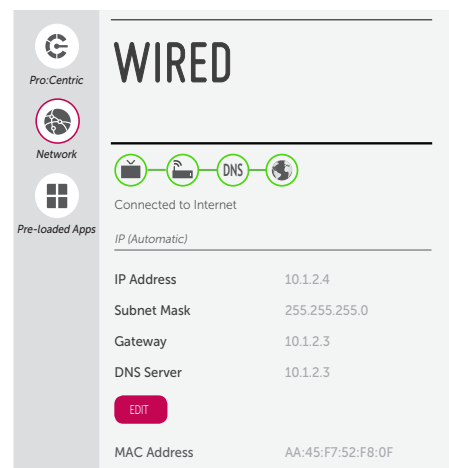 Pro:Centric
Network
Pre-loaded Apps
WIRED
DNS
Connected to Internet
IP (Automatic)
IP Address 10.1.2.4
Subnet Mask 255.255.255.0
Gateway 10.1.2.3
DNS Server 10.1.2.3
EDIT
MAC Address AA:45:F7:52:F8:0F